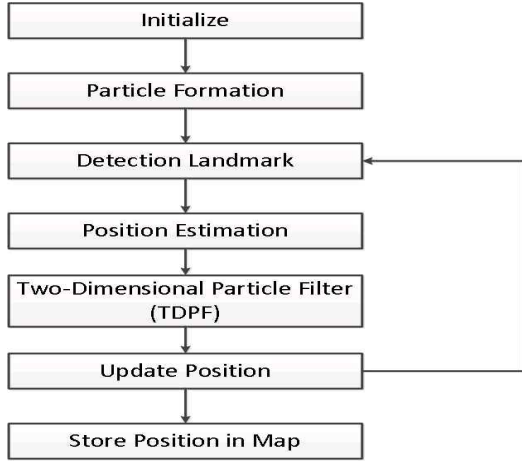 Initialize
Particle Formation
Detection Landmark
Position Estimation
Two-Dimensional Particle Filter
(TDPF)
Update Position
Store Position in Map